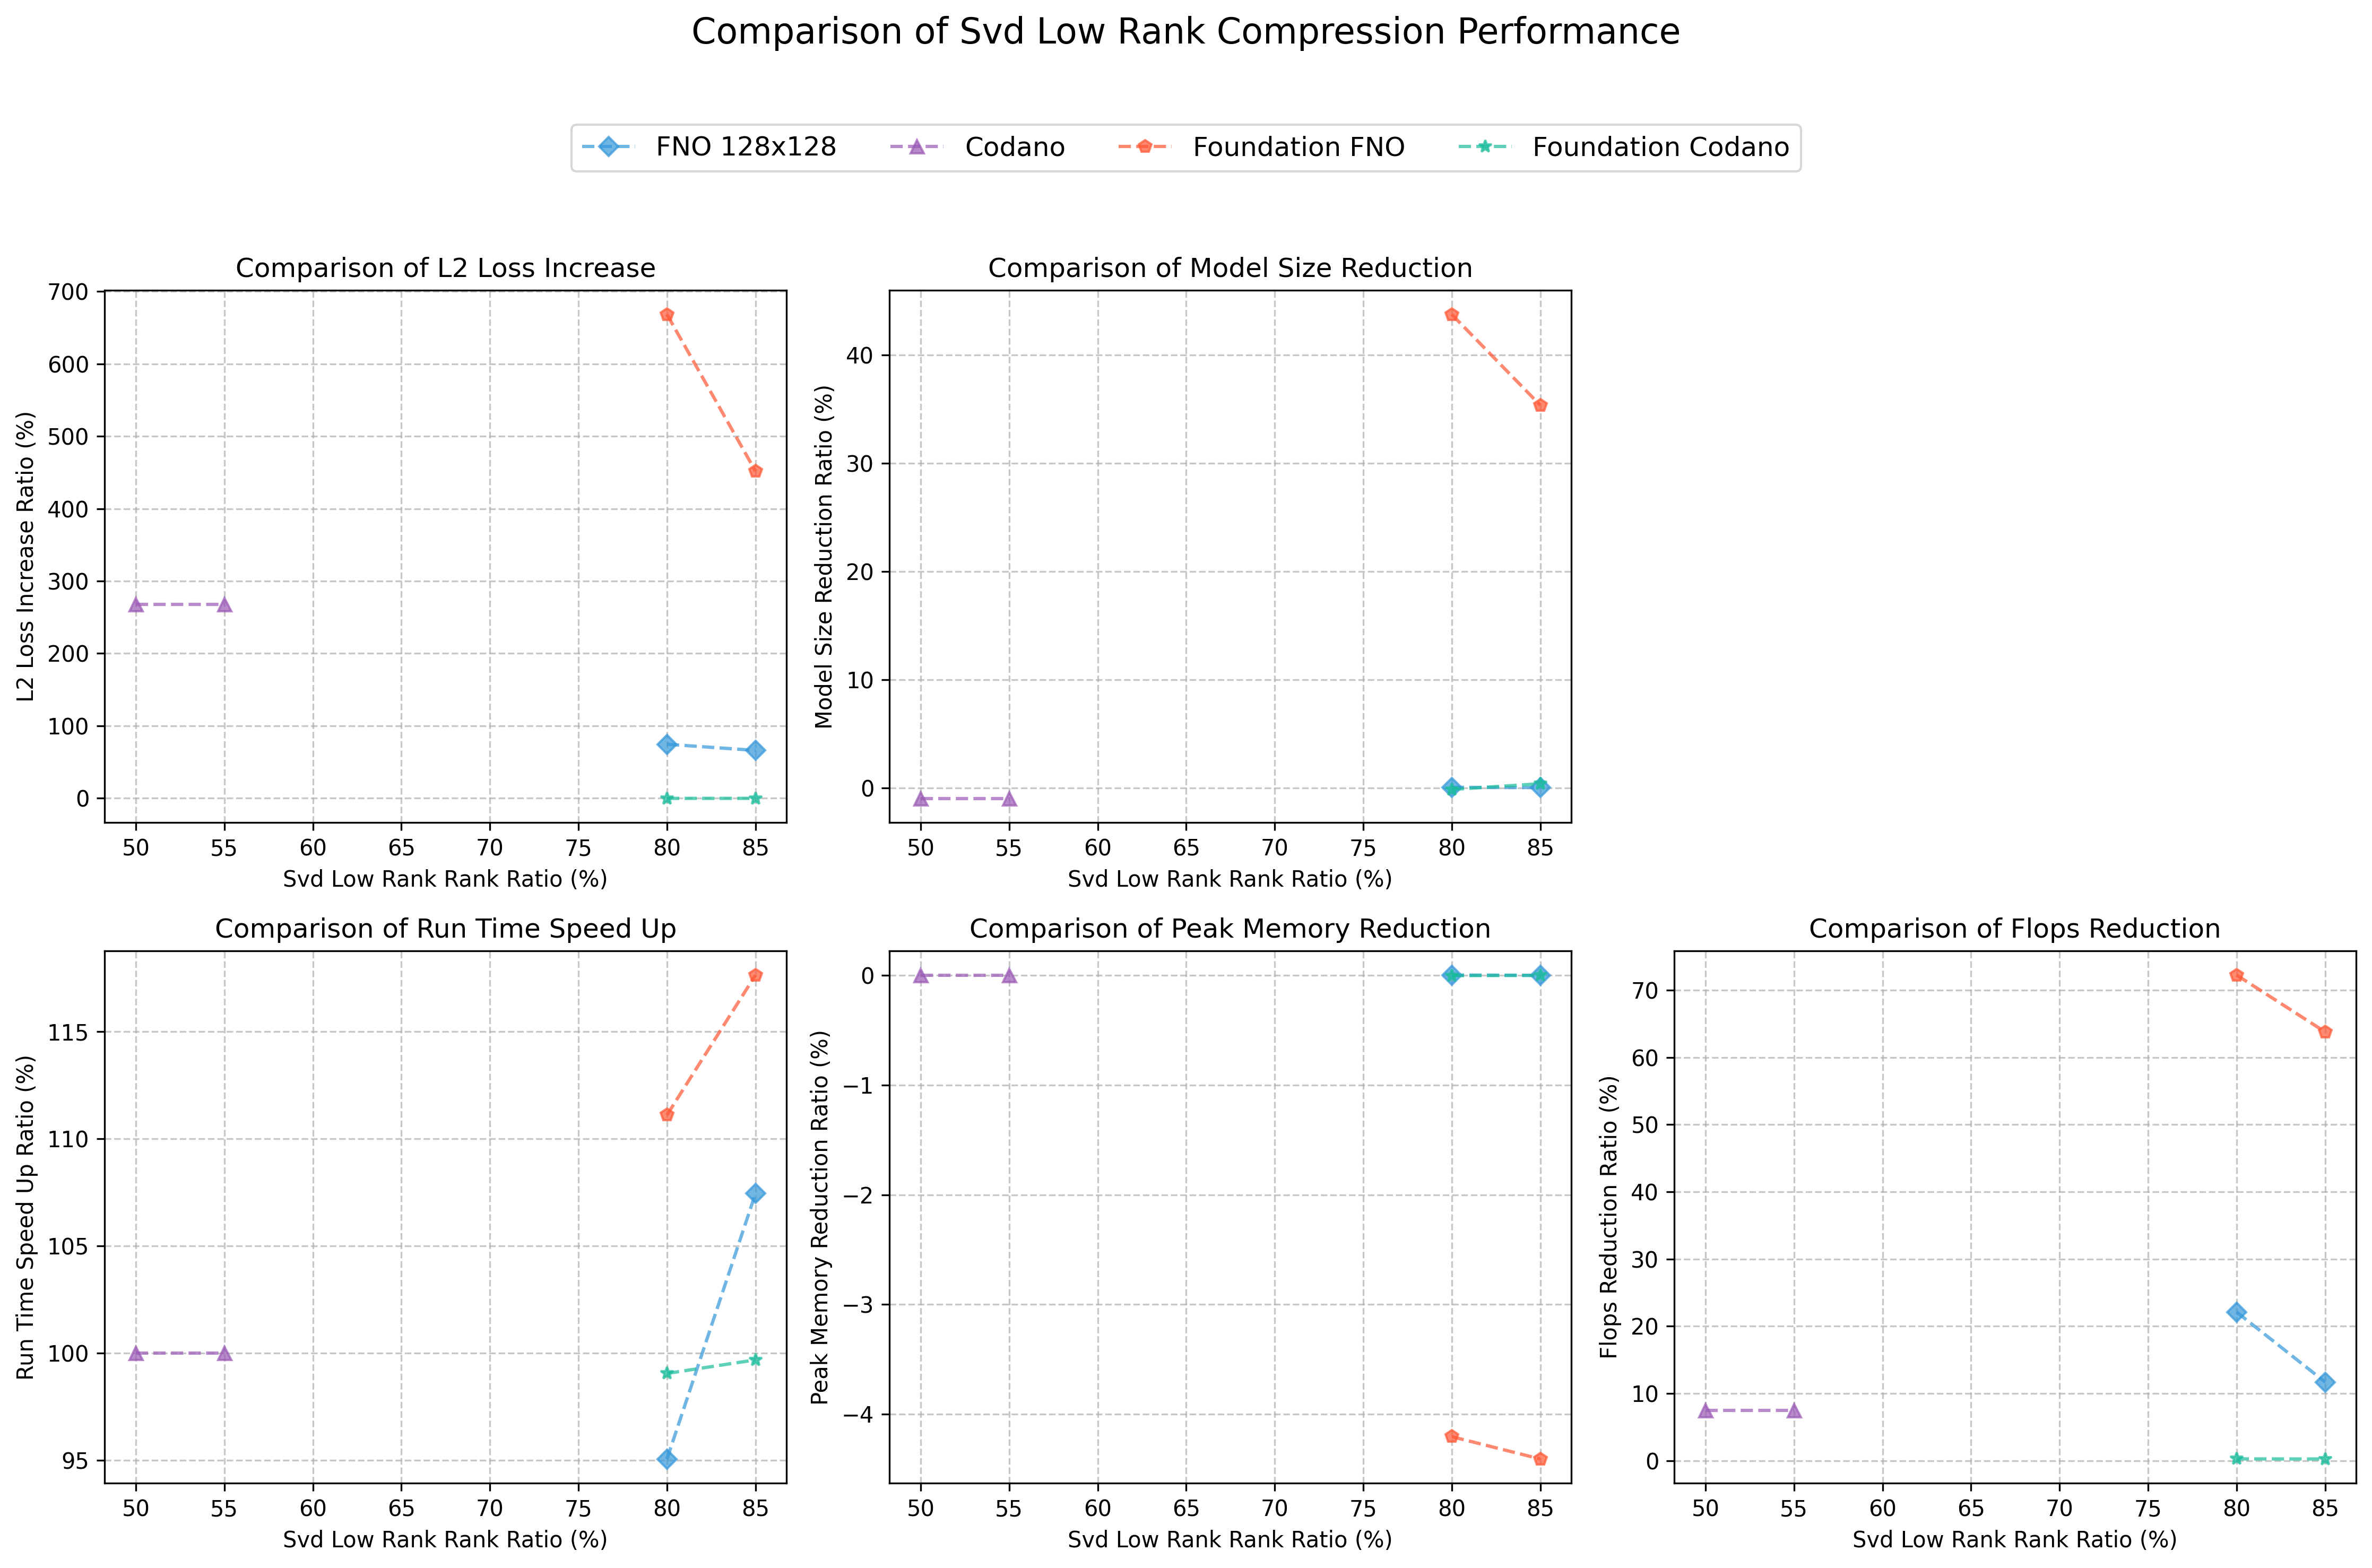 Comparison of Svd Low Rank Compression Performance
FNO 128x128 Codano Foundation FNO Foundation Codano
Comparison of L2 Loss Increase
L2 Loss Increase Ratio (%)
700
600
500
400
300
200
100
0
50 55 60 65 70 75 80 85
Svd Low Rank Rank Ratio (%)
Comparison of Model Size Reduction
Model Size Reduction Ratio (%)
40
30
20
10
0
50 55 60 65 70 75 80 85
Svd Low Rank Rank Ratio (%)
Comparison of Run Time Speed Up
Run Time Speed Up Ratio (%)
115
110
105
100
95
50 55 60 65 70 75 80 85
Svd Low Rank Rank Ratio (%)
Comparison of Peak Memory Reduction
Peak Memory Reduction Ratio (%)
0
−1
−2
−3
−4
50 55 60 65 70 75 80 85
Svd Low Rank Rank Ratio (%)
Comparison of Flops Reduction
Flops Reduction Ratio (%)
70
60
50
40
30
20
10
0
50 55 60 65 70 75 80 85
Svd Low Rank Rank Ratio (%)